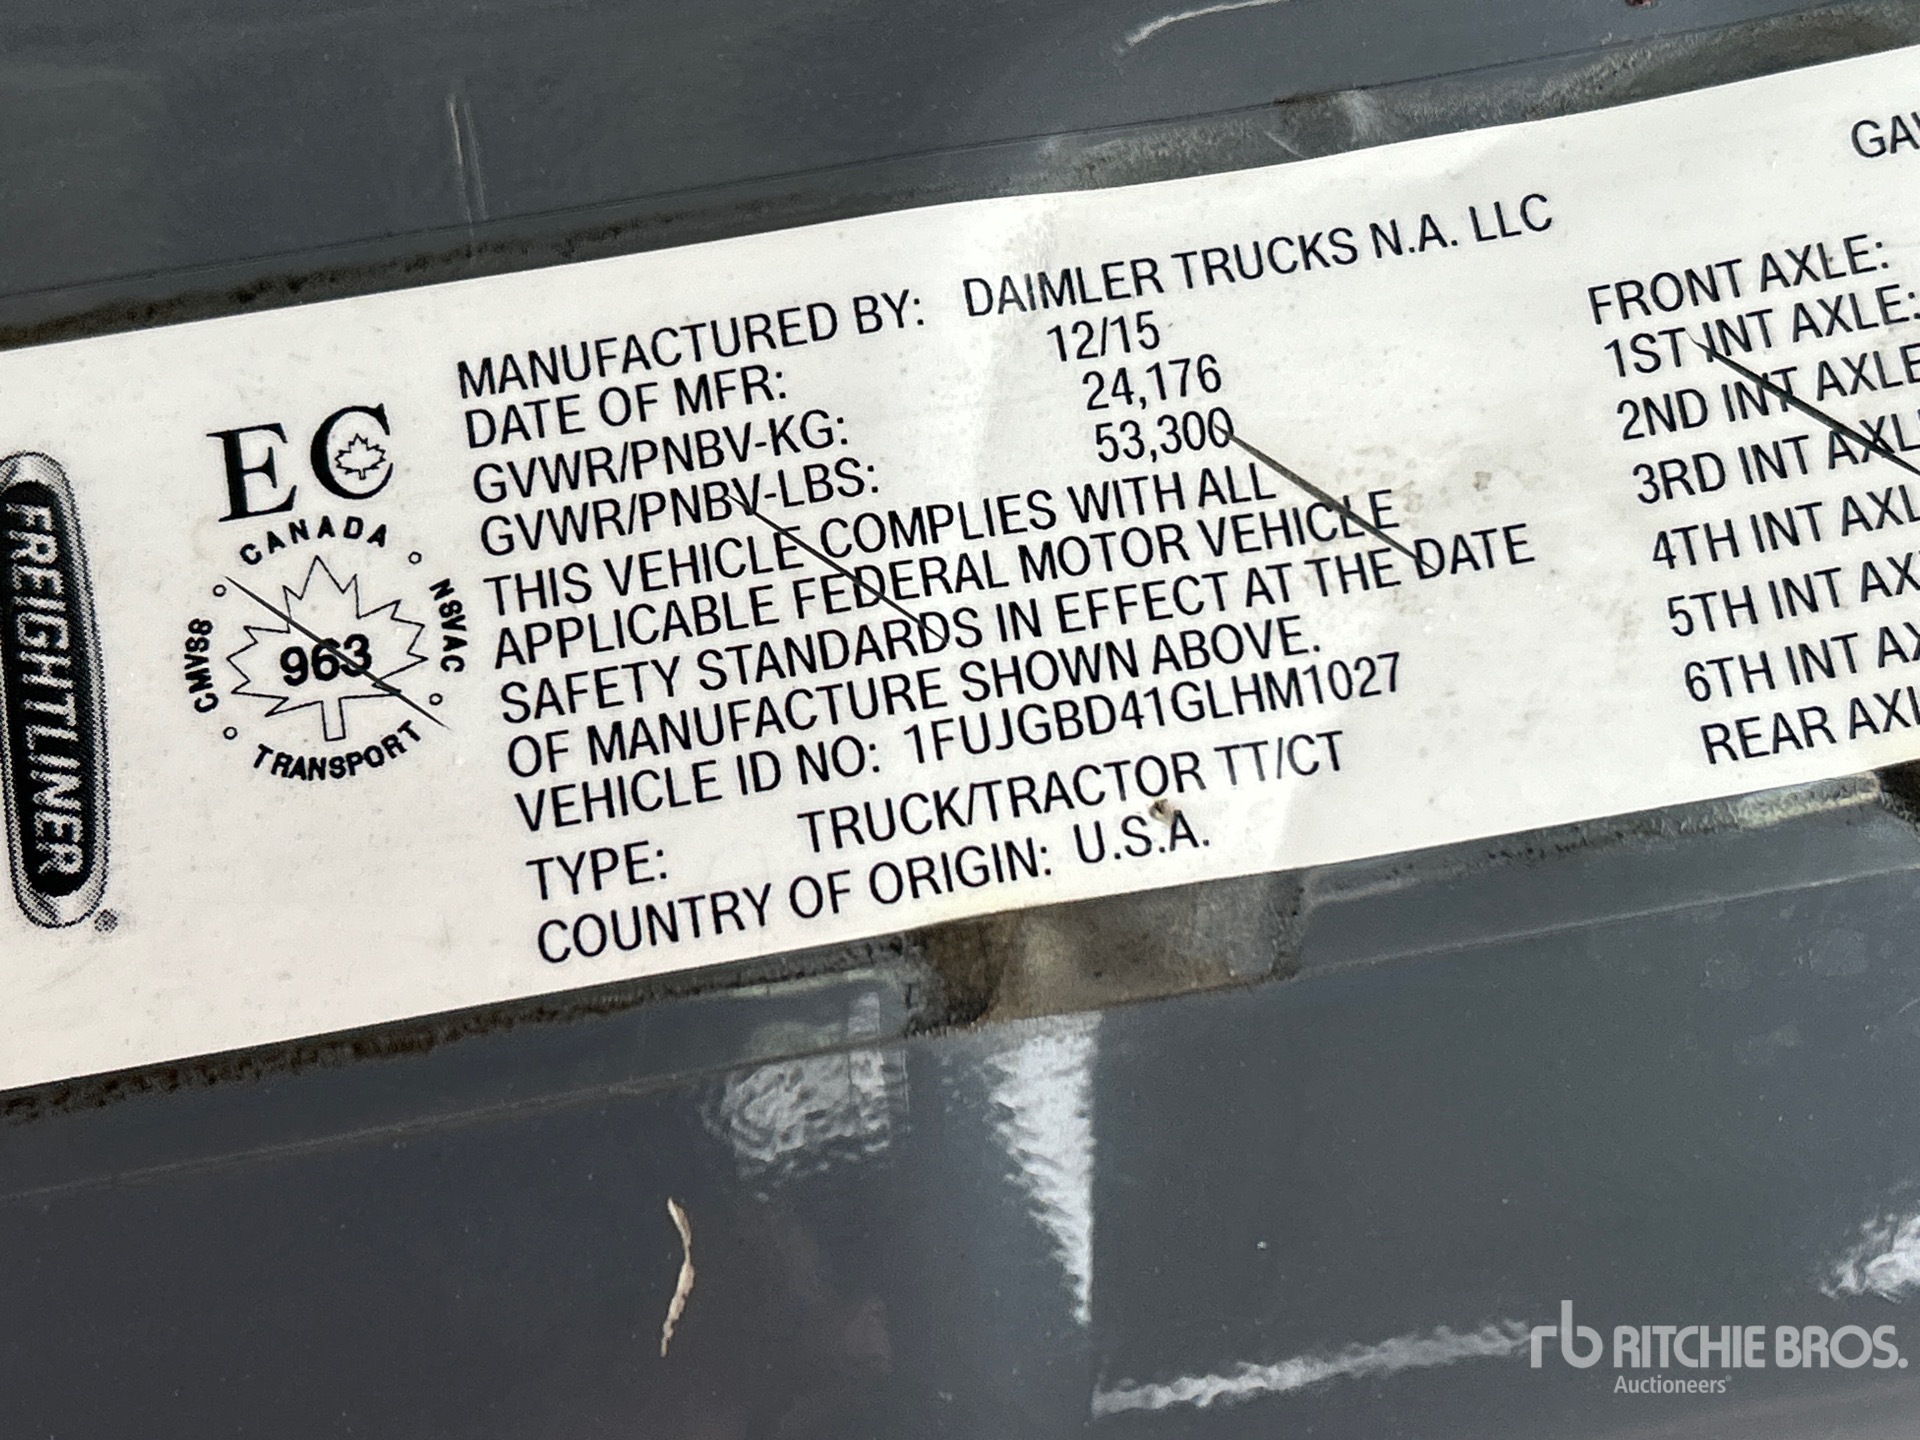 FREIGHTLINER®
EC
CANADA
CMVSS
NSVAC
963
TRANSPORT
MANUFACTURED BY: DAIMLER TRUCKS N.A. LLC
DATE OF MFR: 12/15
GVWR/PNBV-KG: 24,176
GVWR/PNBV-LBS: 53,300
THIS VEHICLE COMPLIES WITH ALL
APPLICABLE FEDERAL MOTOR VEHICLE
SAFETY STANDARDS IN EFFECT AT THE DATE
OF MANUFACTURE SHOWN ABOVE.
VEHICLE ID NO: 1FUJGBD41GLHM1027
TYPE: TRUCK/TRACTOR TT/CT
COUNTRY OF ORIGIN: U.S.A.
FRONT AXLE:
1ST INT AXLE:
2ND INT AXLE
3RD INT AXL
4TH INT AXL
5TH INT AX
6TH INT AX
REAR AXL
rb RITCHIE BROS.
Auctioneers